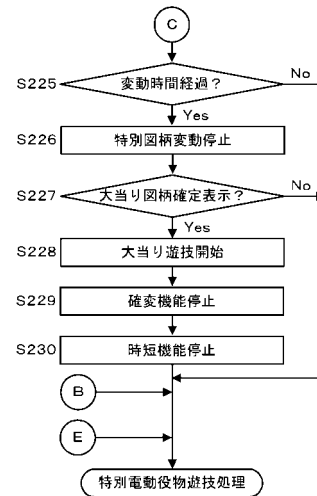 C
S225 変動時間経過? No
Yes
S226 特別図柄変動停止
S227 大当り図柄確定表示? No
Yes
S228 大当り遊技開始
S229 確変機能停止
S230 時短機能停止
B
E
特別電動役物遊技処理